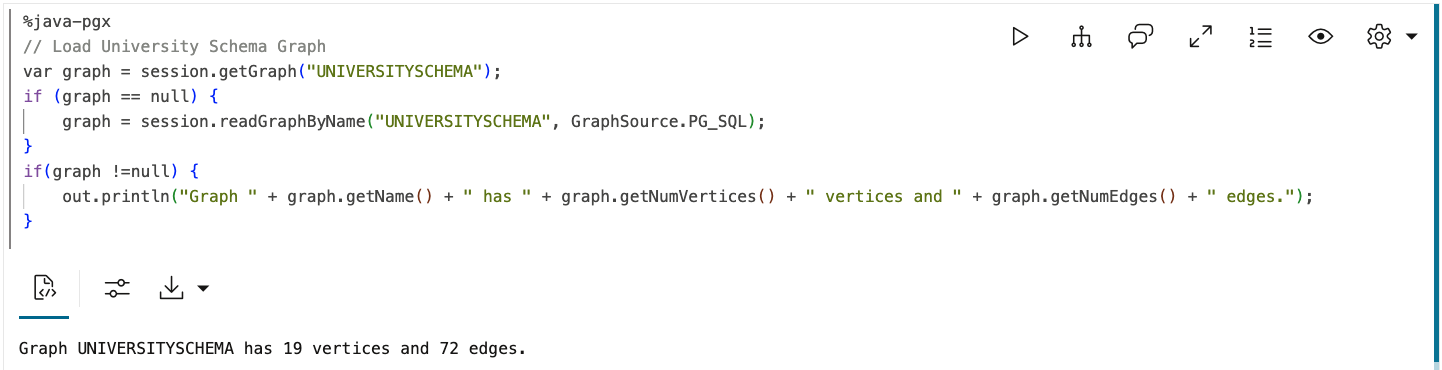 %java-pgx
// Load University Schema Graph
var graph = session.getGraph("UNIVERSITYSCHEMA");
if (graph == null) {
    graph = session.readGraphByName("UNIVERSITYSCHEMA", GraphSource.PG_SQL);
}
if(graph !=null) {
    out.println("Graph " + graph.getName() + " has " + graph.getNumVertices() + " vertices and " + graph.getNumEdges() + " edges.");
}
Graph UNIVERSITYSCHEMA has 19 vertices and 72 edges.